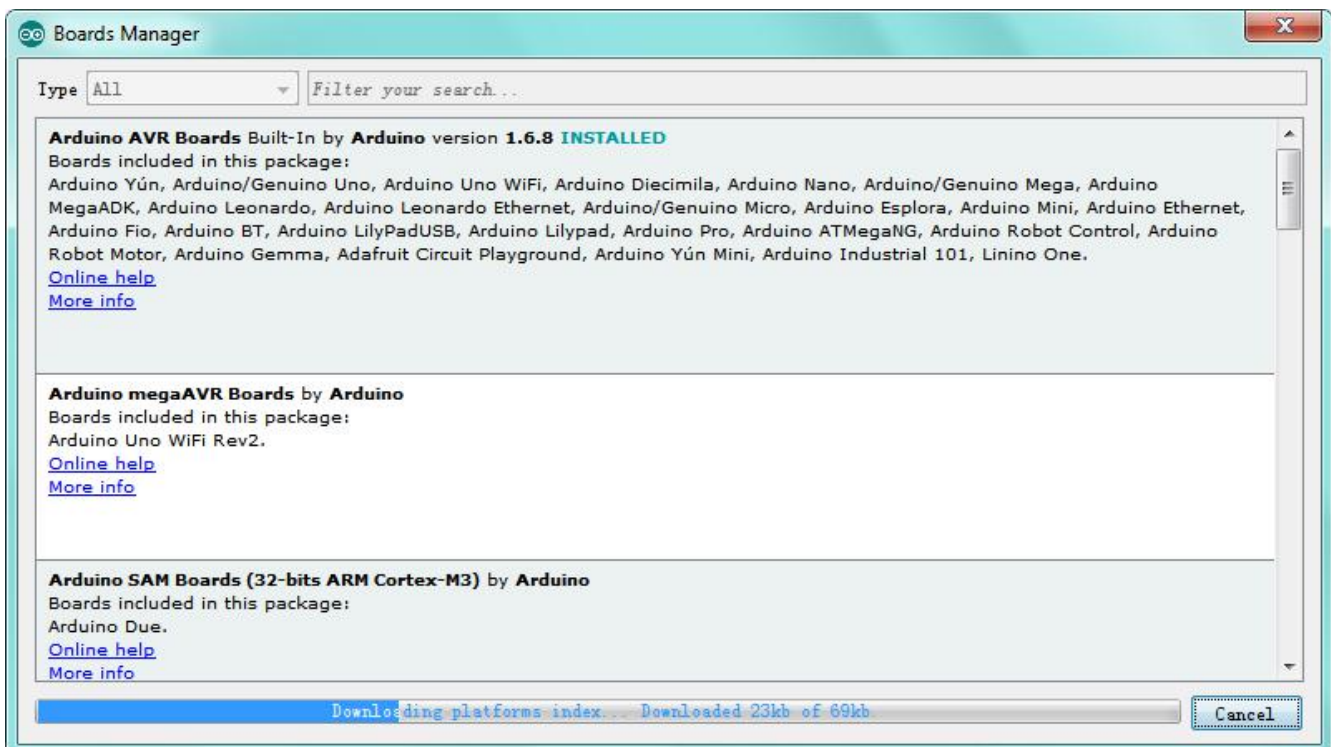 Boards Manager
Type All Filter your search...
Arduino AVR Boards Built-In by Arduino version 1.6.8 INSTALLED
Boards included in this package:
Arduino Yún, Arduino/Genuino Uno, Arduino Uno WiFi, Arduino Diecimila, Arduino Nano, Arduino/Genuino Mega, Arduino
MegaADK, Arduino Leonardo, Arduino Leonardo Ethernet, Arduino/Genuino Micro, Arduino Esplora, Arduino Mini, Arduino Ethernet,
Arduino Fio, Arduino BT, Arduino LilyPadUSB, Arduino Lilypad, Arduino Pro, Arduino ATMegaNG, Arduino Robot Control, Arduino
Robot Motor, Arduino Gemma, Adafruit Circuit Playground, Arduino Yún Mini, Arduino Industrial 101, Linino One.
Online help
More info
Arduino megaAVR Boards by Arduino
Boards included in this package:
Arduino Uno WiFi Rev2.
Online help
More info
Arduino SAM Boards (32-bits ARM Cortex-M3) by Arduino
Boards included in this package:
Arduino Due.
Online help
More info
Downloading platforms index... Downloaded 23kb of 69kb.
Cancel